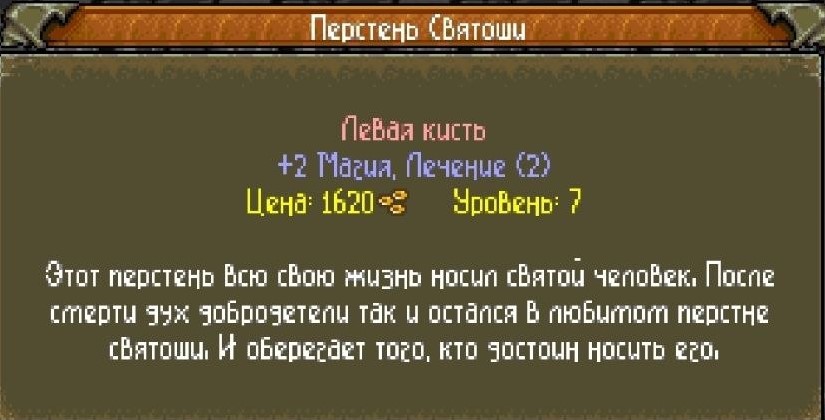 Перстень Святоши
Левая кисть
+2 Магия, Лечение (2)
Цена: 1620 Уровень: 7
Этот перстень всю свою жизнь носил святой человек. После
смерти дух добродетели так и остался в любимом перстне
святоши. И оберегает того, кто достоин носить его.